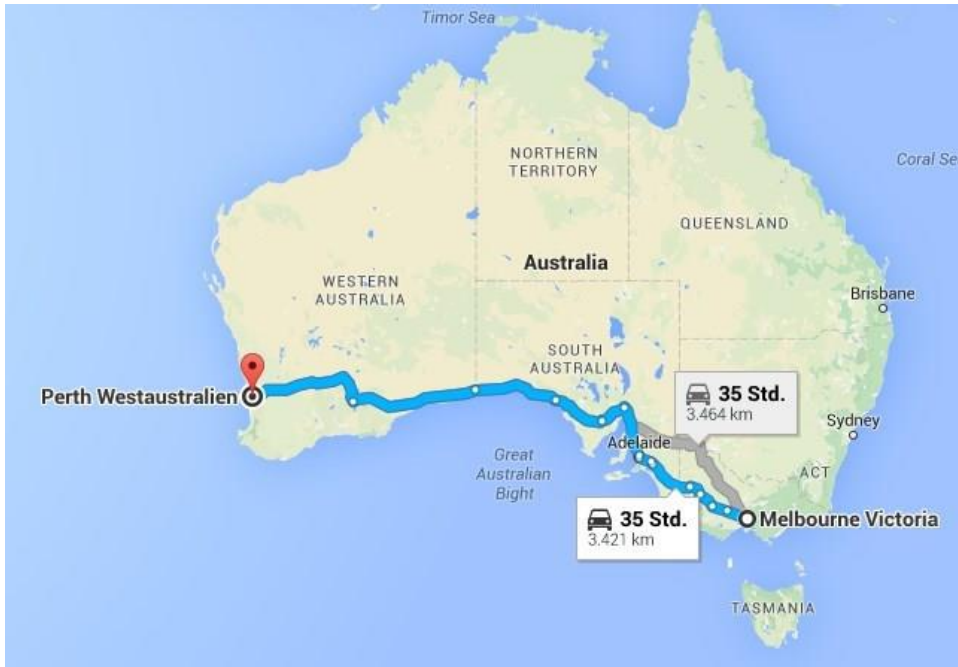 Timor Sea
NORTHERN
TERRITORY
Coral Se
QUEENSLAND
Australia
WESTERN
AUSTRALIA
Brisbane
SOUTH
AUSTRALIA
Perth Westaustralien
35 Std.
3.464 km
Sydney
Adelaide
Great
Australian
Bight
ACT
35 Std.
3.421 km
Melbourne Victoria
TASMANIA